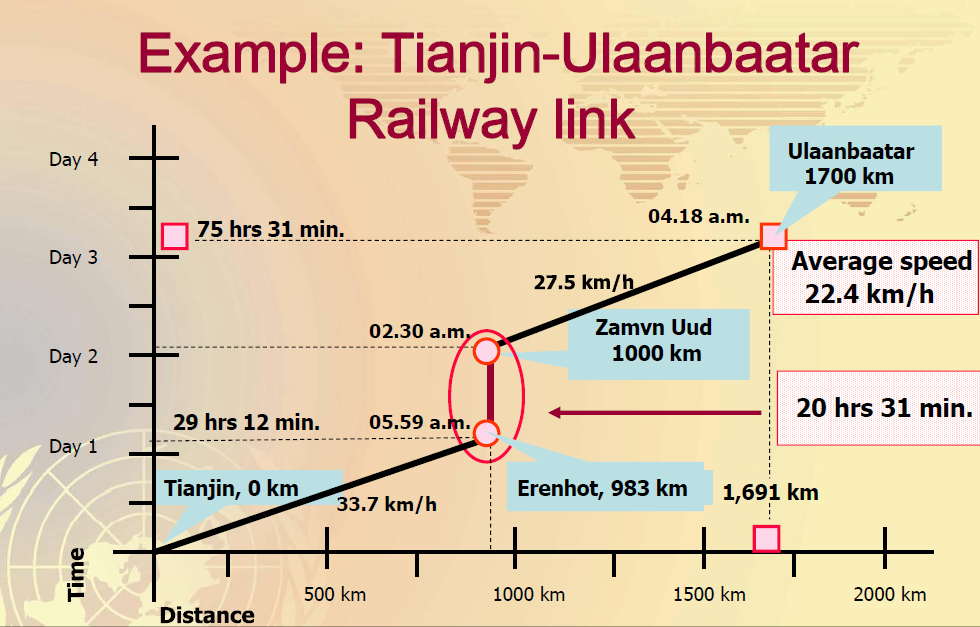 Example: Tianjin-Ulaanbaatar
Railway link
Day 4
Ulaanbaatar
1700 km
04.18 a.m.
75 hrs 31 min.
Day 3
Average speed
22.4 km/h
27.5 km/h
02.30 a.m.
Zamvn Uud
1000 km
Day 2
20 hrs 31 min.
29 hrs 12 min.
05.59 a.m.
Day 1
Tianjin, 0 km
33.7 km/h
Erenhot, 983 km
1,691 km
Time
500 km
1000 km
1500 km
2000 km
Distance